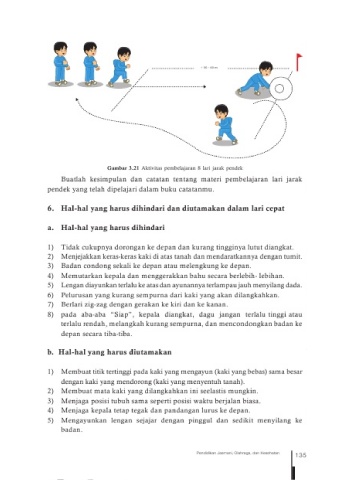 Gambar 3.21 Aktivitas pembelajaran 8 lari jarak pendek
Buatlah kesimpulan dan catatan tentang materi pembelajaran lari jarak
pendek yang telah dipelajari dalam buku catatanmu.
6. Hal-hal yang harus dihindari dan diutamakan dalam lari cepat
a. Hal-hal yang harus dihindari
1) Tidak cukupnya dorongan ke depan dan kurang tingginya lutut diangkat.
2) Menjejakkan keras-keras kaki di atas tanah dan mendaratkannya dengan tumit.
3) Badan condong sekali ke depan atau melengkung ke depan.
4) Memutarkan kepala dan menggerakkan bahu secara berlebih- lebihan.
5) Lengan diayunkan terlalu ke atas dan ayunannya terlampau jauh menyilang dada.
6) Pelurusan yang kurang sempurna dari kaki yang akan dilangkahkan.
7) Berlari zig-zag dengan gerakan ke kiri dan ke kanan.
8) pada aba-aba "Siap", kepala diangkat, dagu jangan terlalu tinggi atau
terlalu rendah, melangkah kurang sempurna, dan mencondongkan badan ke
depan secara tiba-tiba.
b. Hal-hal yang harus diutamakan
1) Membuat titik tertinggi pada kaki yang mengayun (kaki yang bebas) sama besar
dengan kaki yang mendorong (kaki yang menyentuh tanah).
2) Membuat mata kaki yang dilangkahkan ini serlastis mungkin.
3) Menjaga posisi tubuh sama seperti posisi waktu berjalan biasa.
4) Menjaga kepala tetap tegak dan pandangan lurus ke depan.
5) Mengayunkan lengan sejajar dengan pinggul dan sedikit menyilang ke
badan.
Pendidikan Jasmani, Olahraga, dan Kesehatan
135